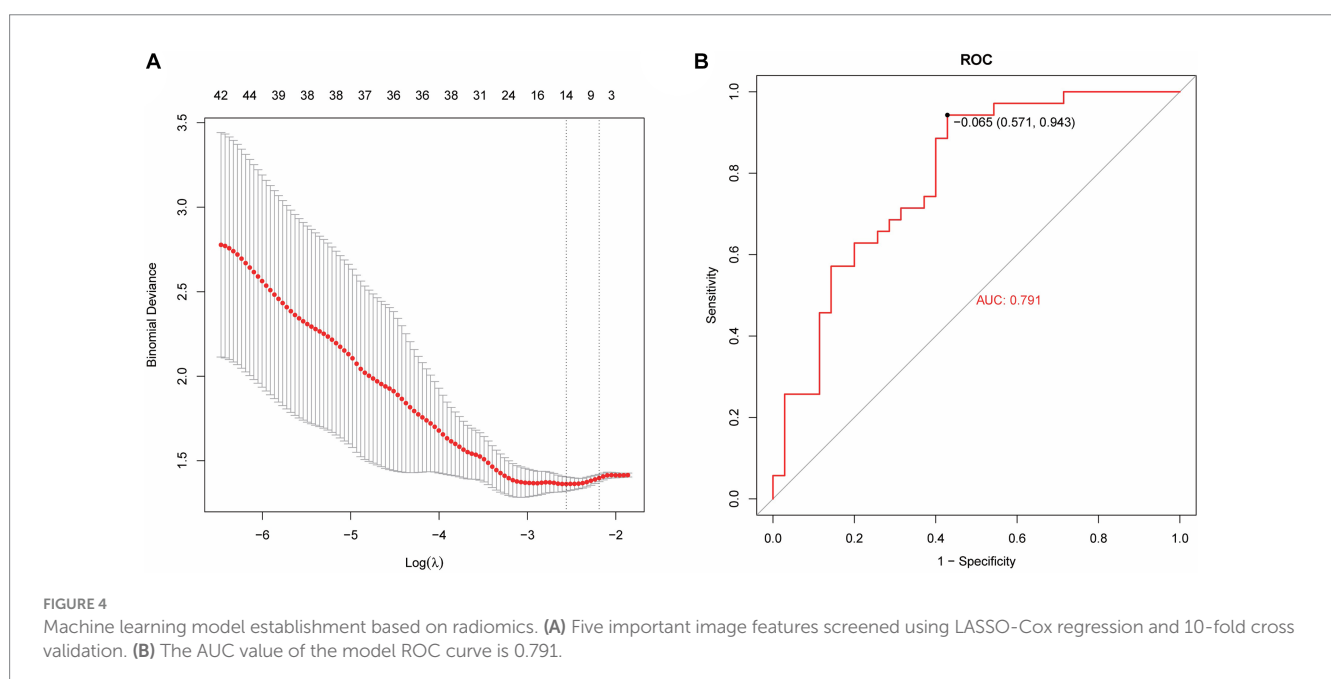 A
42 44 39 38 38 37 36 36 38 31 24 16 14 9 3
3.5
3.0
2.5
2.0
1.5
Binomial Deviance
−6 −5 −4 −3 −2
Log(λ)
B
ROC
1.0
0.8
0.6
0.4
0.2
0.0
Sensitivity
−0.065 (0.571, 0.943)
AUC: 0.791
0.0 0.2 0.4 0.6 0.8 1.0
1 − Specificity
FIGURE 4
Machine learning model establishment based on radiomics. (A) Five important image features screened using LASSO-Cox regression and 10-fold cross
validation. (B) The AUC value of the model ROC curve is 0.791.